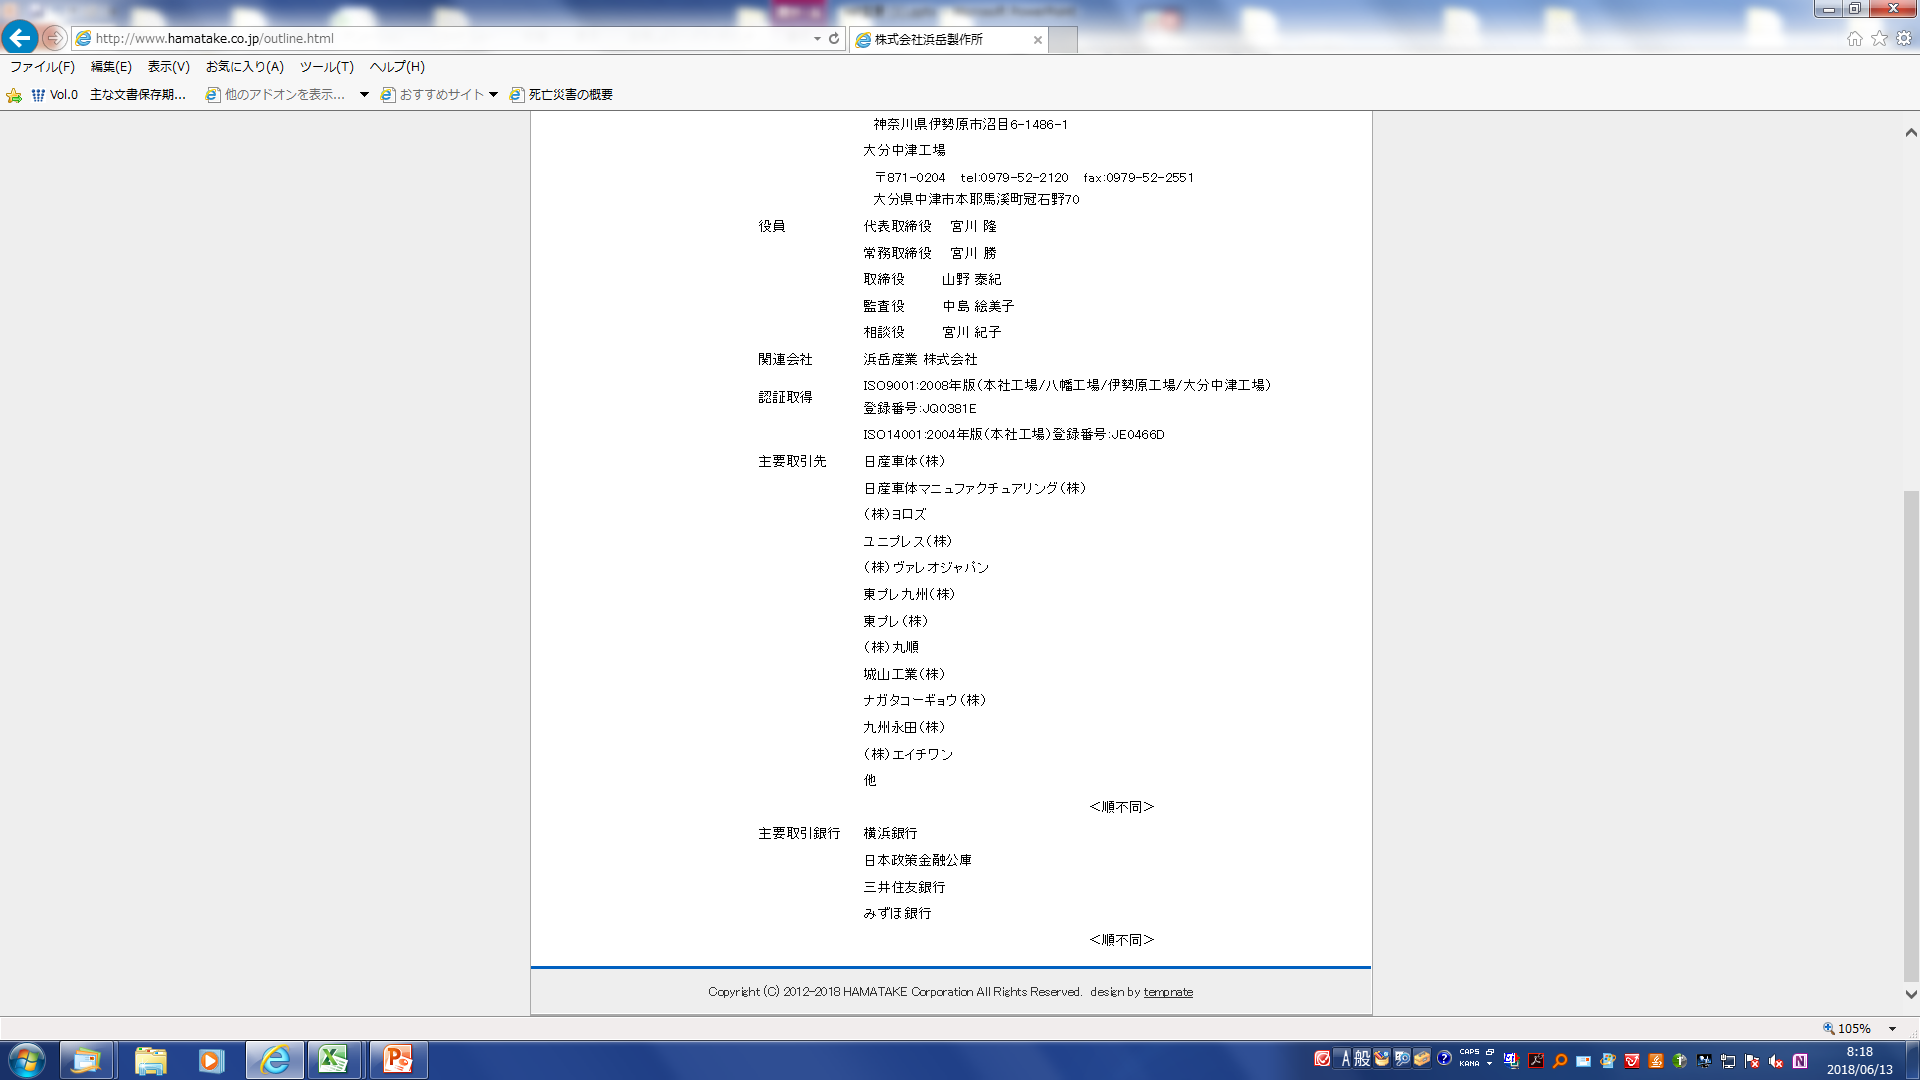 http://www.hamatake.co.jp/outline.html
株式会社浜岳製作所
ファイル(F) 編集(E) 表示(V) お気に入り(A) ツール(T) ヘルプ(H)
Vol.0 主な文書保存期... 他のアドオンを表示... おすすめサイト 死亡災害の概要
神奈川県伊勢原市沼目6-1486-1
大分中津工場
〒871-0204 tel:0979-52-2120 fax:0979-52-2551
大分県中津市本耶馬溪町冠石野70
役員 代表取締役 宮川 隆
常務取締役 宮川 勝
取締役 山野 泰紀
監査役 中島 絵美子
相談役 宮川 紀子
関連会社 浜岳産業 株式会社
認証取得 ISO9001:2008年版(本社工場/八幡工場/伊勢原工場/大分中津工場)
登録番号:JQ0381E
ISO14001:2004年版(本社工場)登録番号:JE0466D
主要取引先 日産車体(株)
日産車体マニュファクチュアリング(株)
(株)ヨロズ
ユニプレス(株)
(株)ヴァレオジャパン
東プレ九州(株)
東プレ(株)
(株)丸順
城山工業(株)
ナガタコーギョウ(株)
九州永田(株)
(株)エイチワン
他
<順不同>
主要取引銀行 横浜銀行
日本政策金融公庫
三井住友銀行
みずほ銀行
<順不同>
Copyright (C) 2012-2018 HAMATAKE Corporation All Rights Reserved. design by tempnate
105%
A 般 CAPS KANA
8:18
2018/06/13